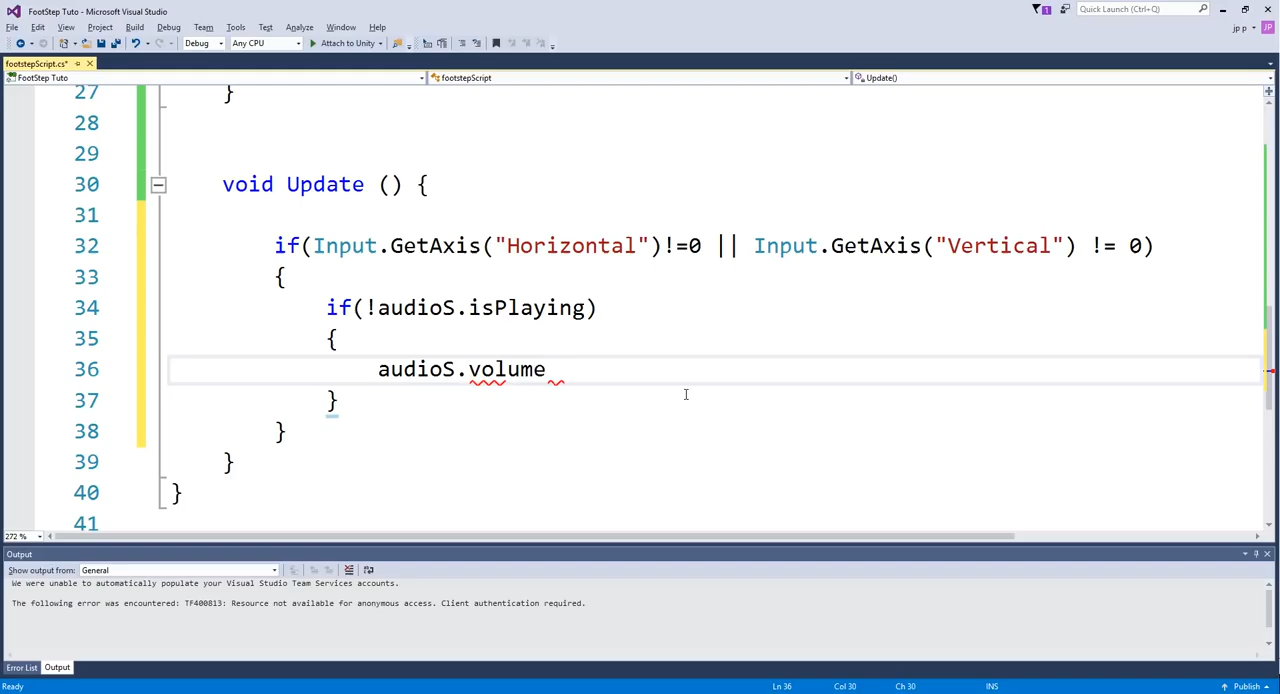 FootStep Tuto - Microsoft Visual Studio
1
Quick Launch (Ctrl+Q)
File Edit View Project Build Debug Team Tools Test Analyze Window Help
jp p
JP
Debug Any CPU Attach to Unity
footstepScript.cs*
FootStep Tuto footstepScript Update()
27 }
28
29
30 void Update () {
31
32 if(Input.GetAxis("Horizontal")!=0 || Input.GetAxis("Vertical") != 0)
33 {
34 if(!audioS.isPlaying)
35 {
36 audioS.volume
37 }
38 }
39 }
40 }
41
272 %
Output
Show output from: General
We were unable to automatically populate your Visual Studio Team Services accounts.
The following error was encountered: TF400813: Resource not available for anonymous access. Client authentication required.
Error List Output
Ready Ln 36 Col 30 Ch 30 INS Publish